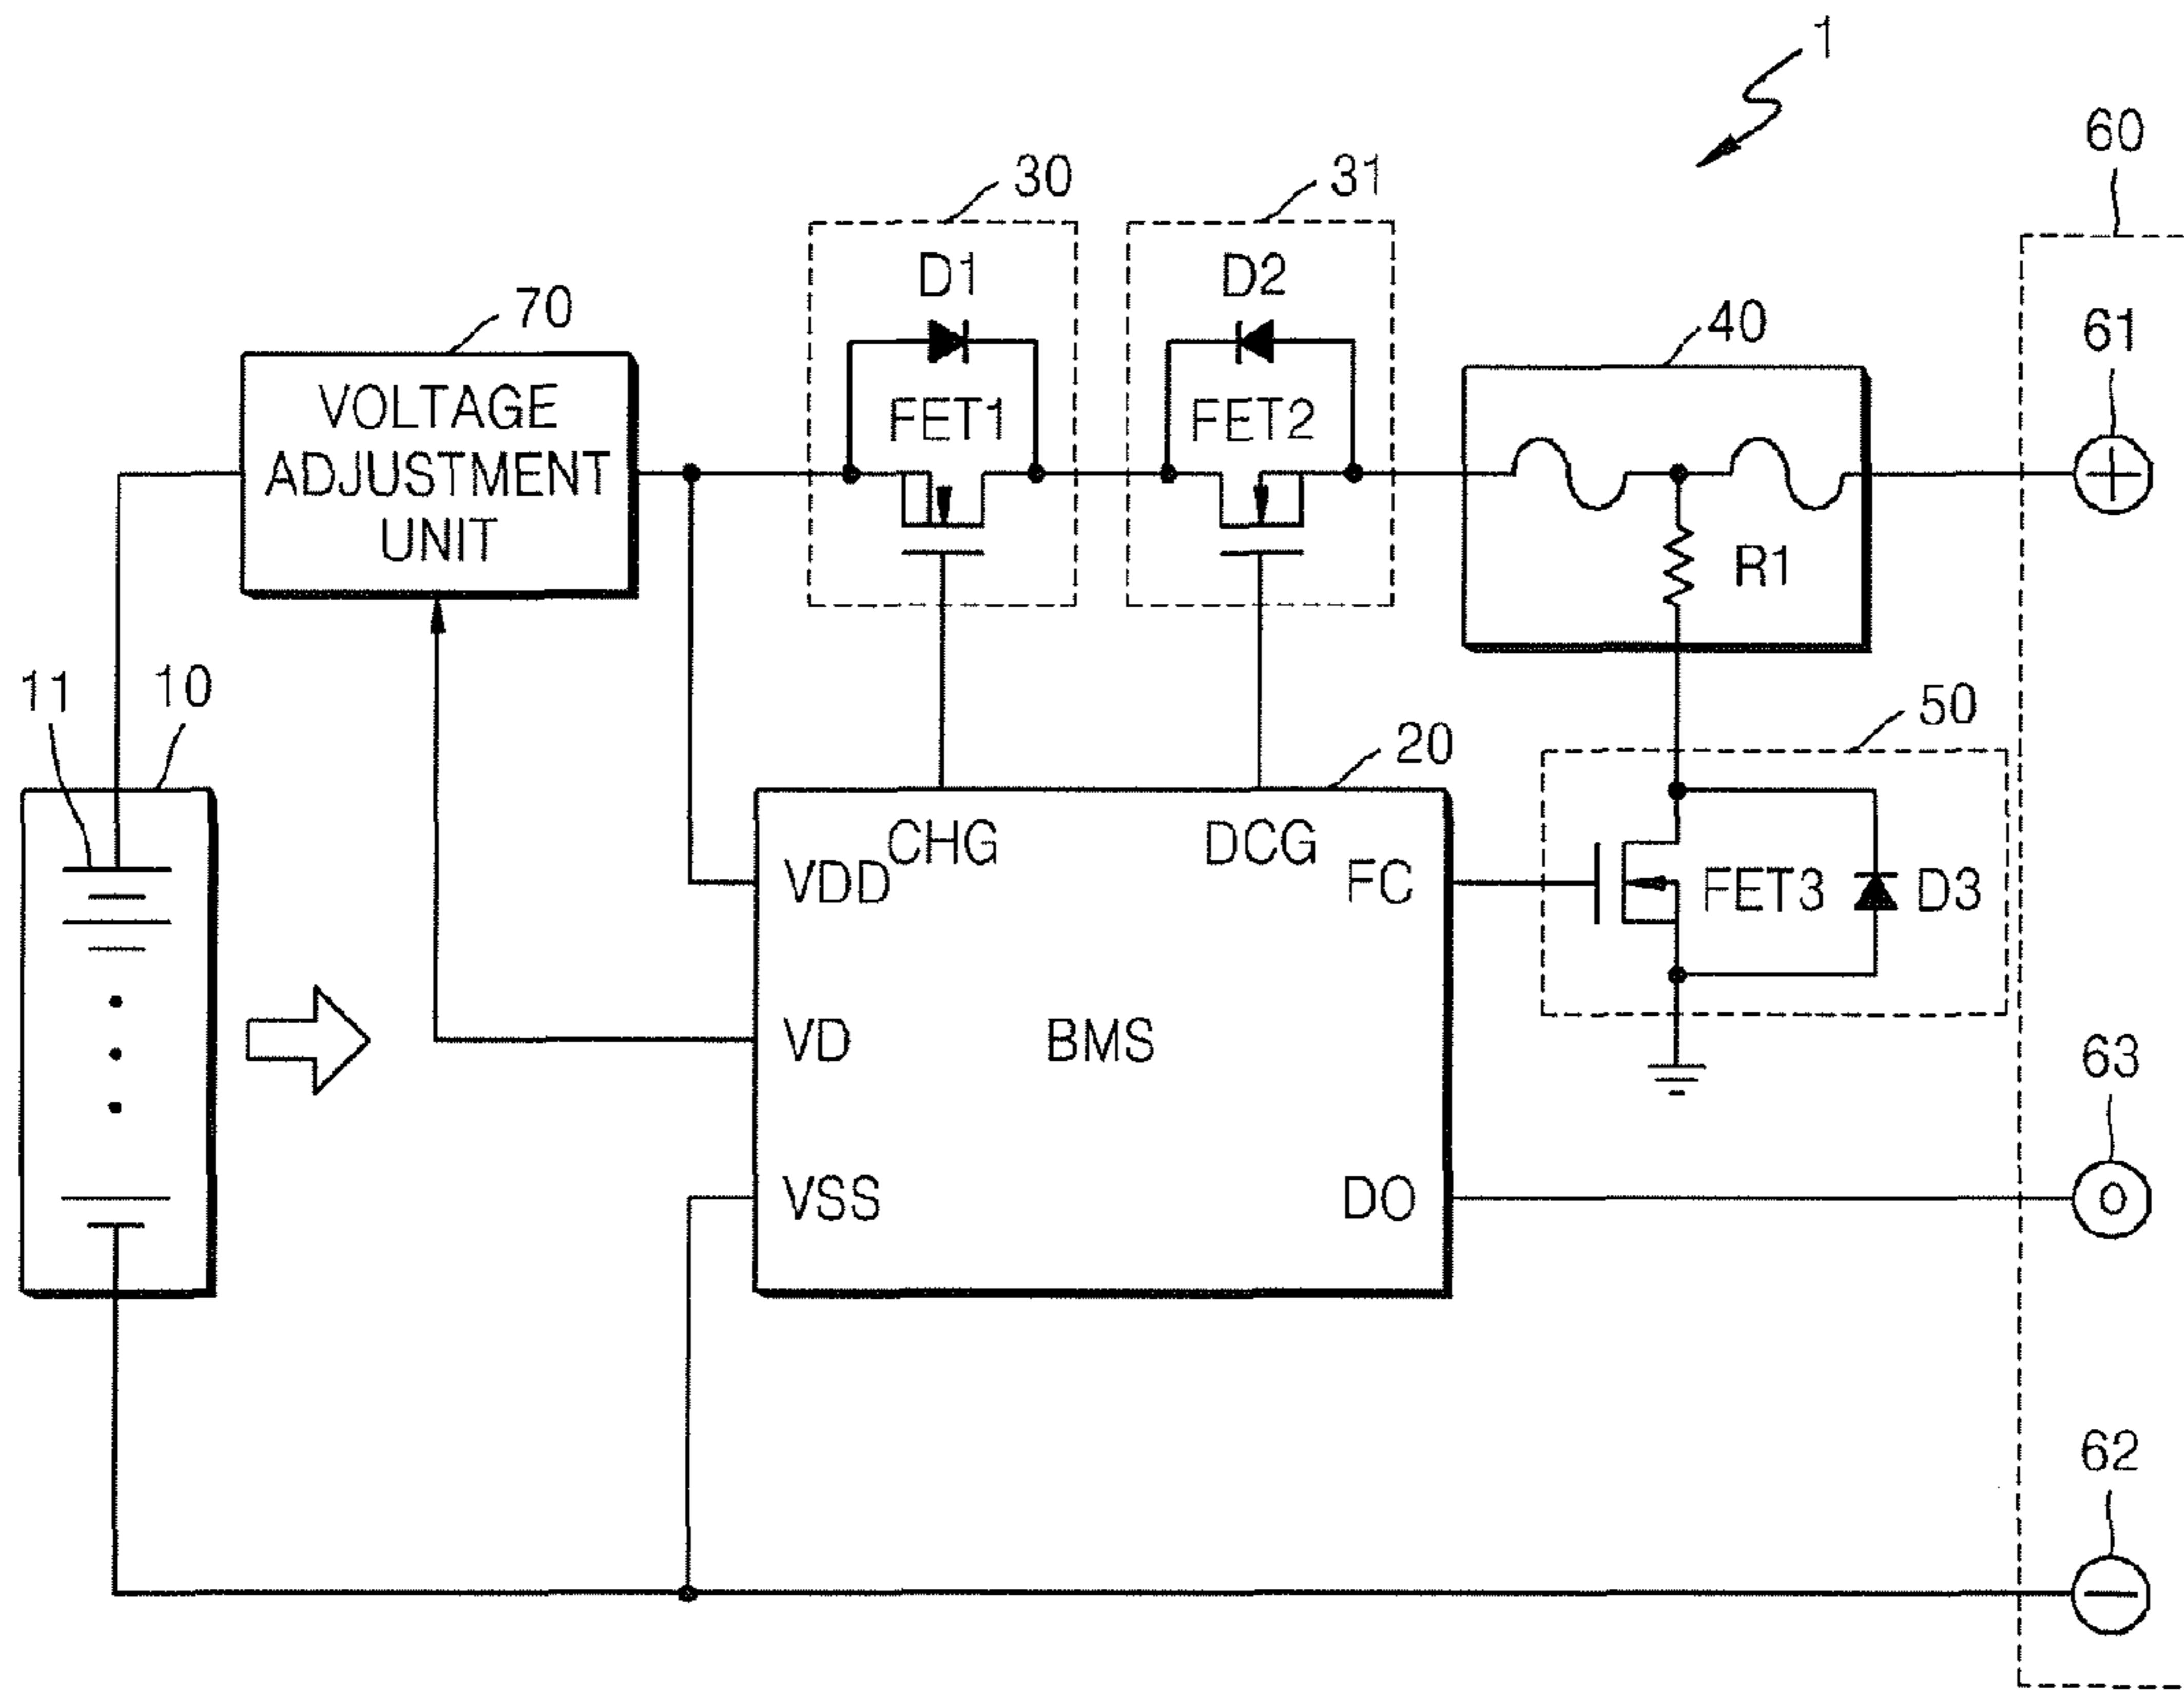 1
60
30
31
D1
D2
61
70
40
VOLTAGE
ADJUSTMENT
UNIT
FET1
FET2
R1
11
10
50
20
CHG
DCG
VDD
FC
FET3
D3
VD
BMS
63
VSS
DO
62